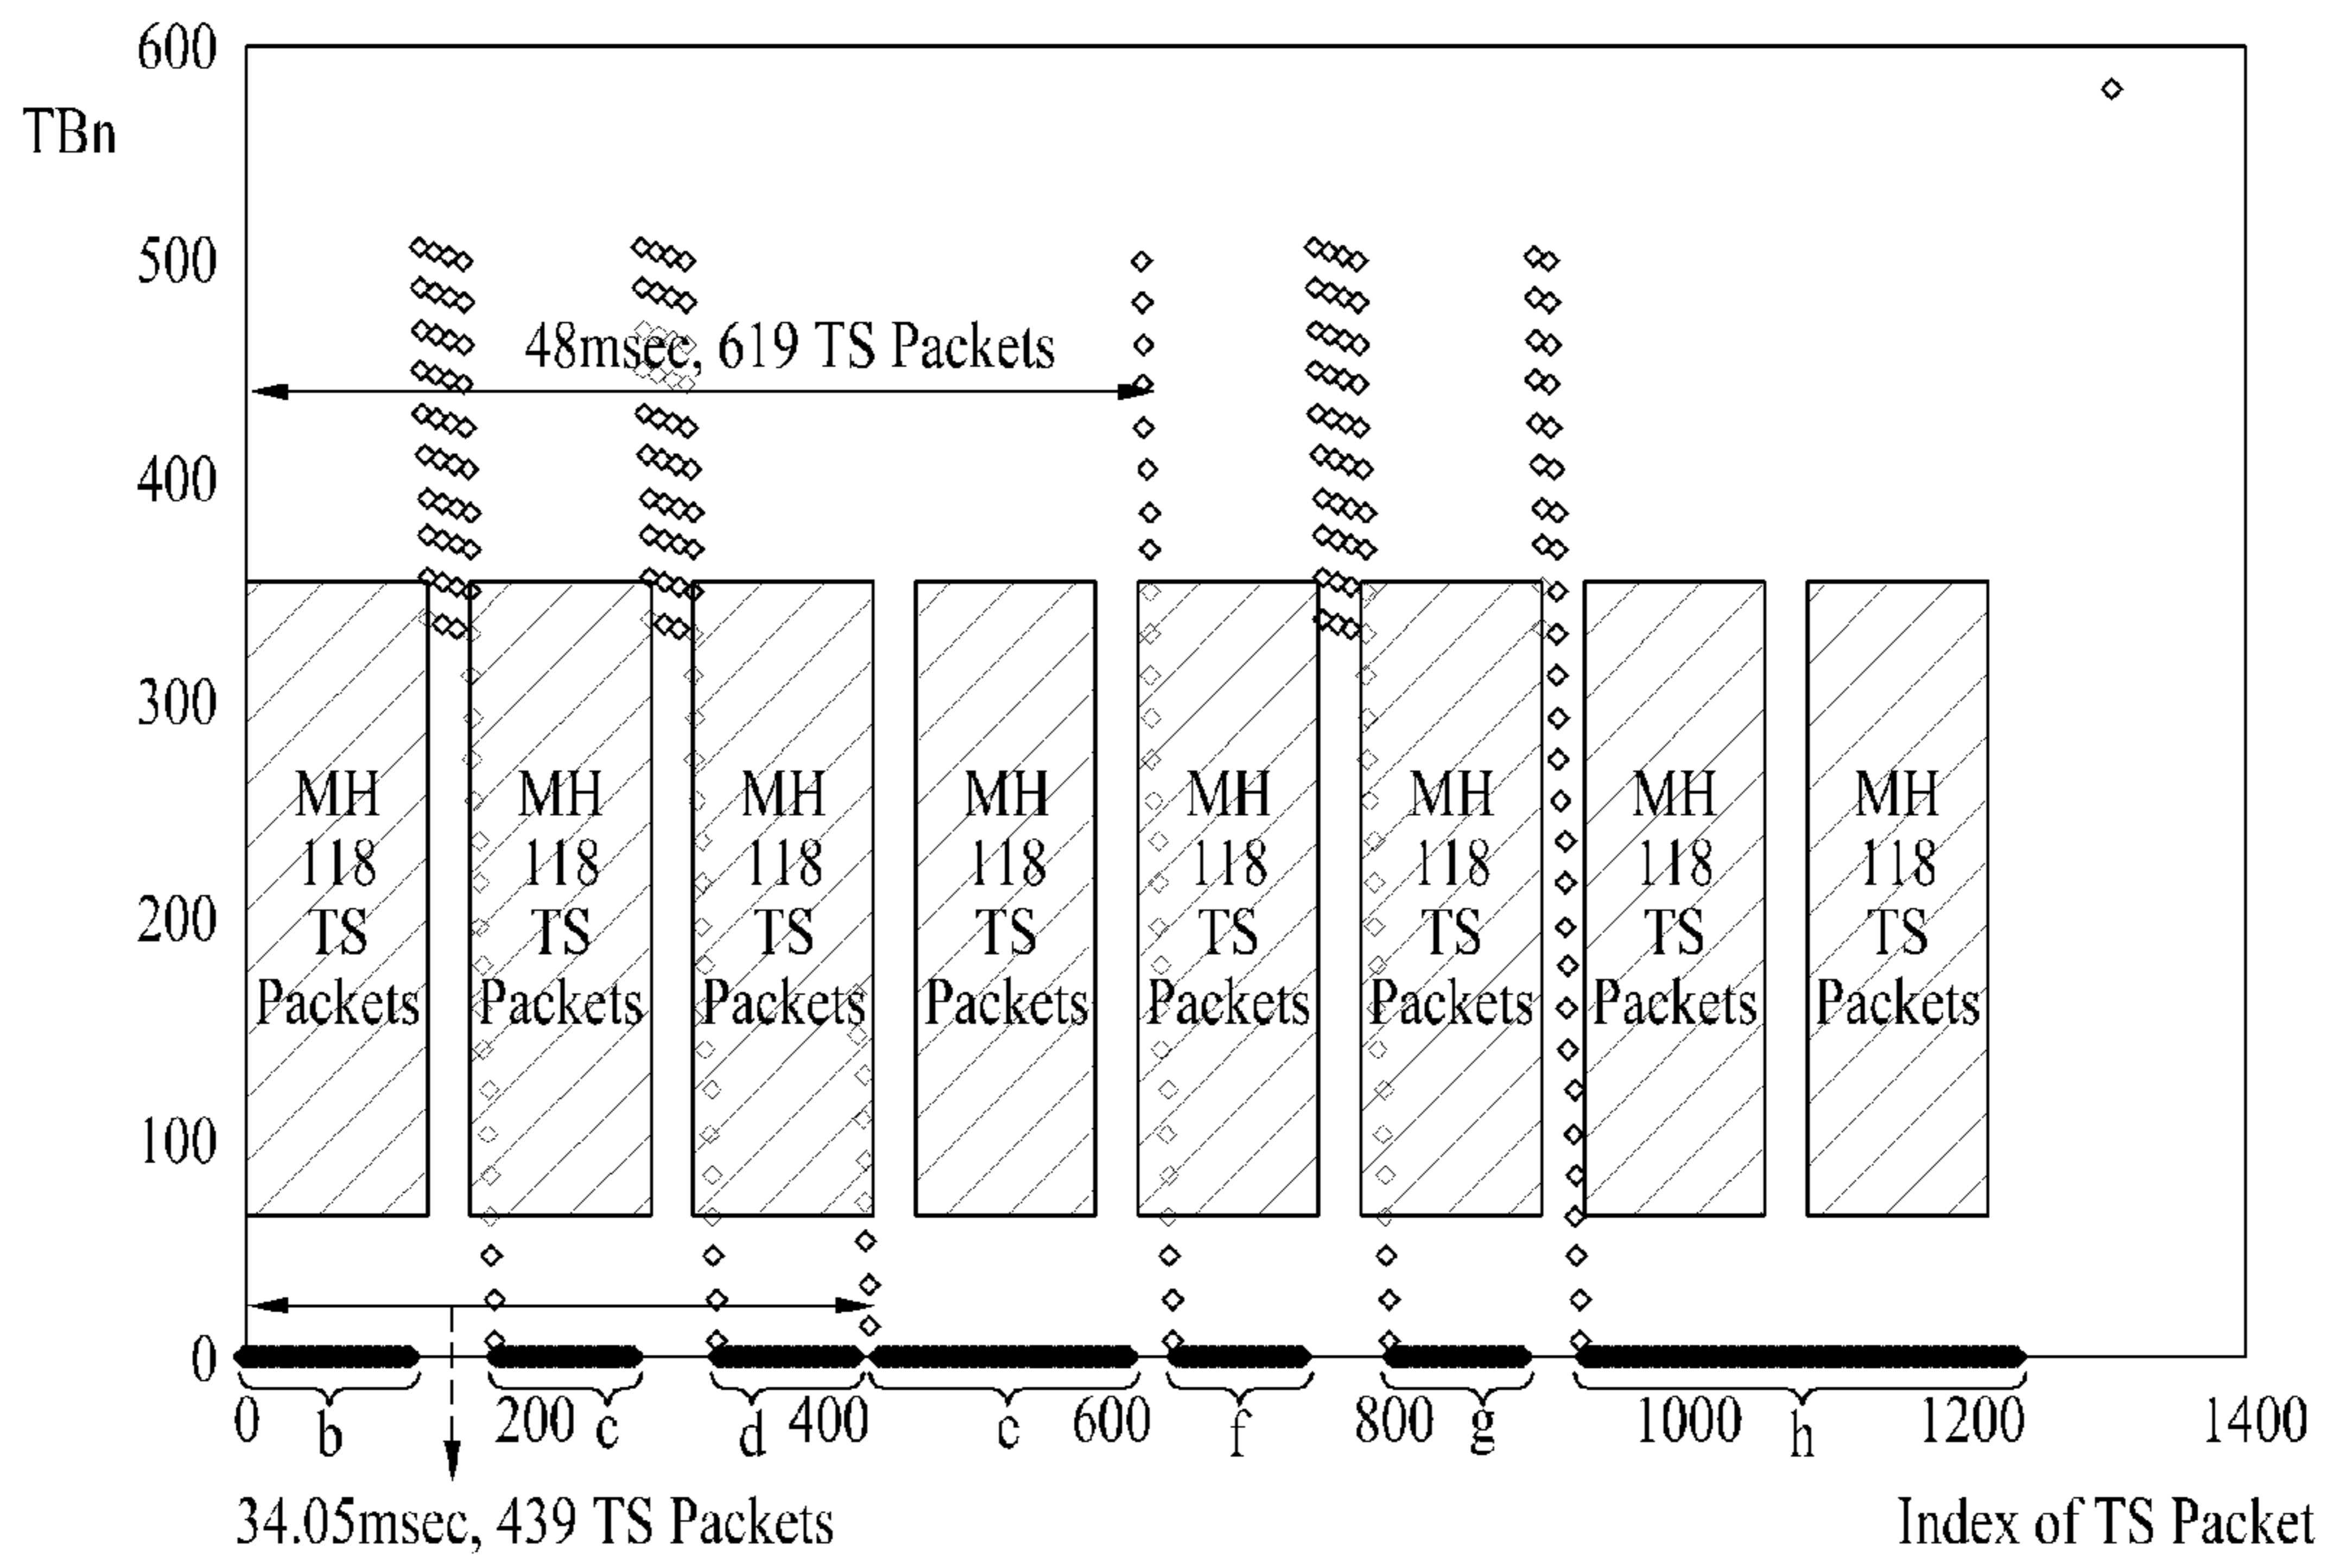 600
TBn
500
48msec, 619 TS Packets
400
300
MH
118
TS
Packets
MH
118
TS
Packets
MH
118
TS
Packets
MH
118
TS
Packets
MH
118
TS
Packets
MH
118
TS
Packets
MH
118
TS
Packets
MH
118
TS
Packets
200
100
0
0 b 200 c d 400 c 600 f 800 g 1000 h 1200 1400
34.05msec, 439 TS Packets
Index of TS Packet